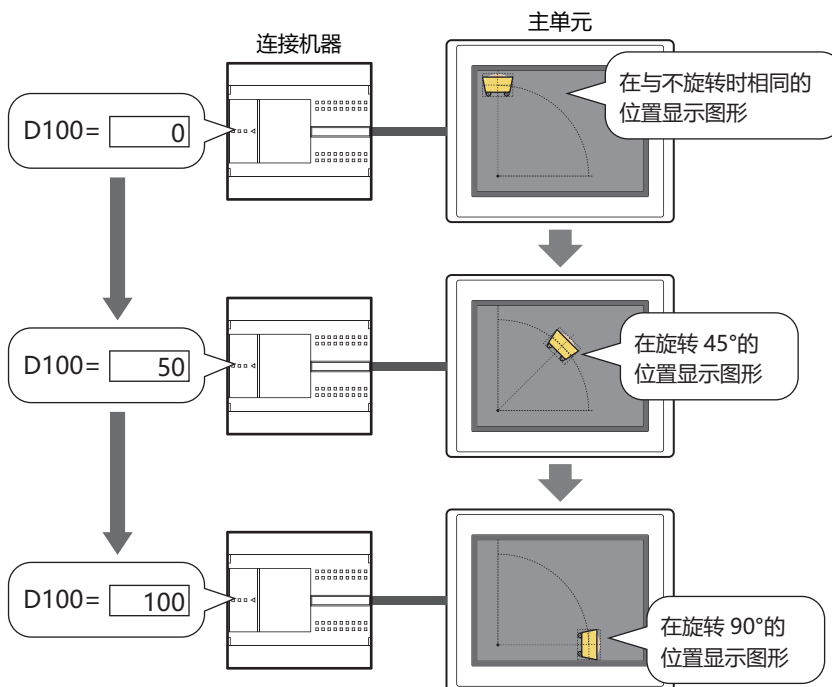 连接机器
主单元
D100= 0
在与不旋转时相同的
位置显示图形
D100= 50
在旋转 45°的
位置显示图形
D100= 100
在旋转 90°的
位置显示图形